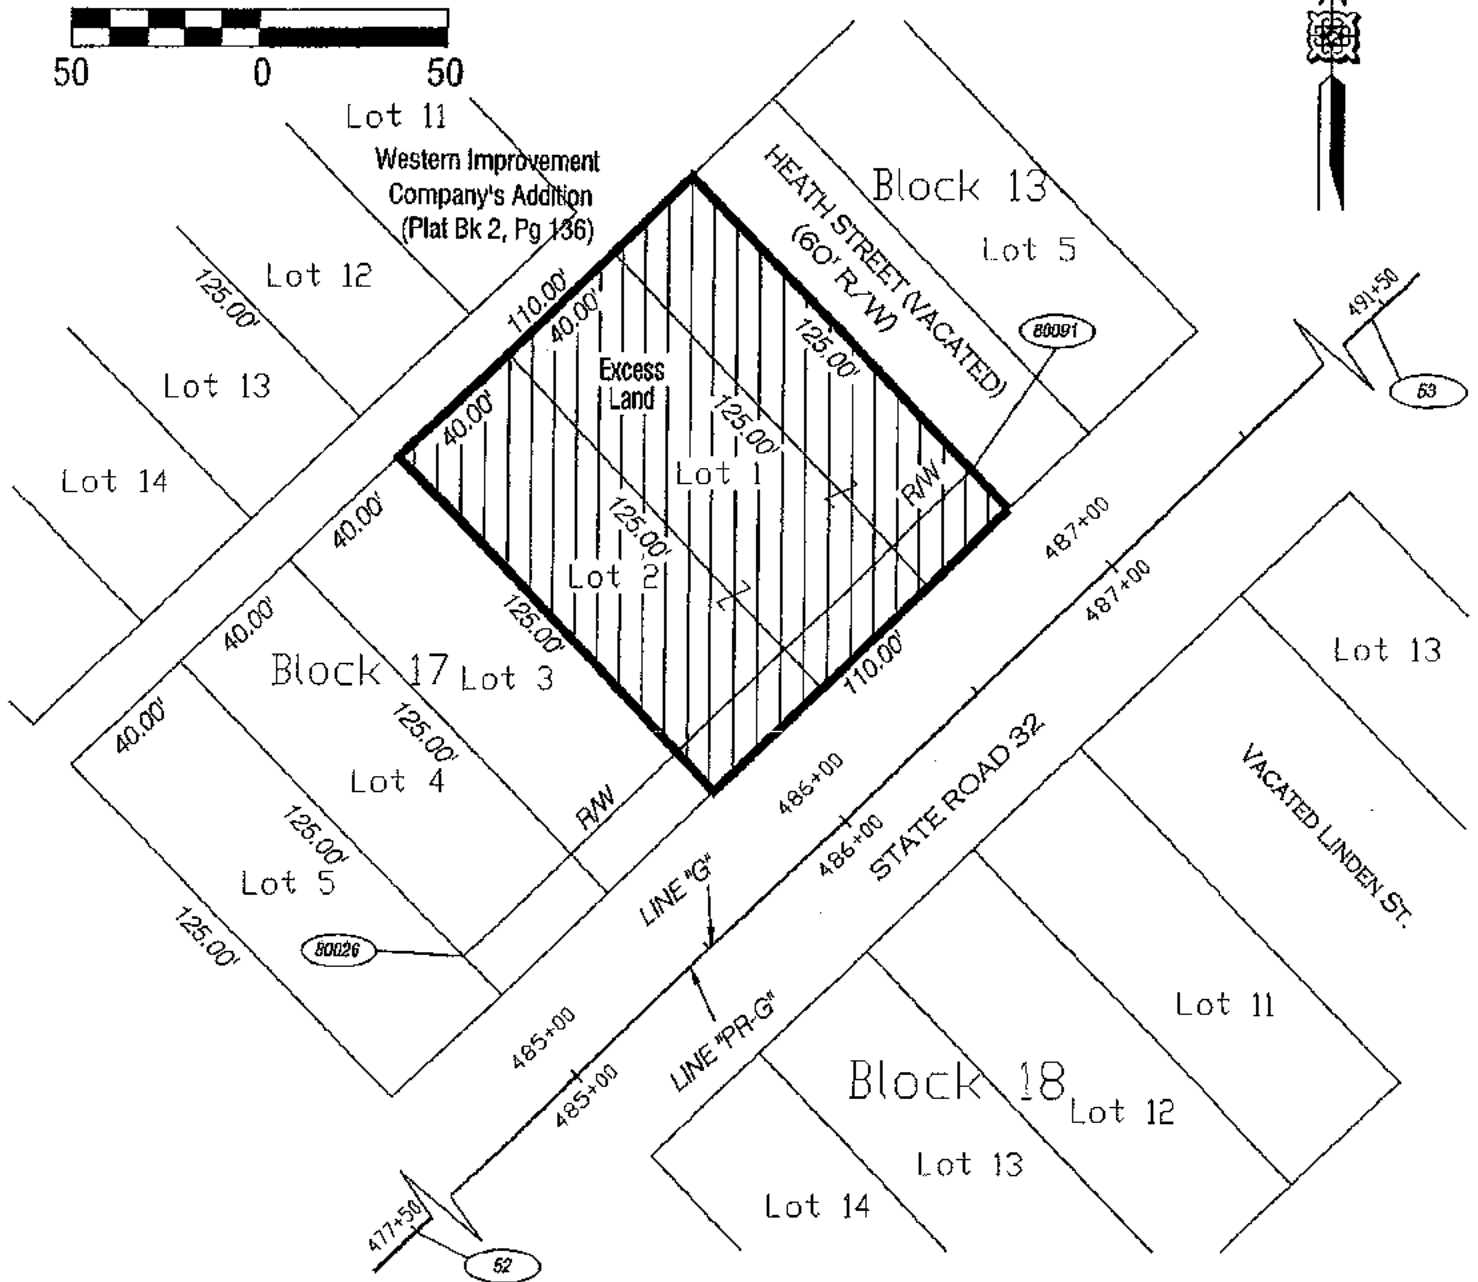 50 0 50
Lot 11
Western Improvement
Company's Addition
(Plat Bk 2, Pg 136)
Lot 12
125.00'
Lot 13
Lot 14
110.00'
40.00'
40.00'
Excess
Land
HEATH STREET (VACATED)
(60' R/W)
Block 13
Lot 5
80091
491+50
53
125.00'
125.00'
Lot 1
R/W
125.00'
Lot 2
125.00'
110.00'
40.00'
40.00'
40.00'
Block 17
Lot 3
125.00'
Lot 4
125.00'
Lot 5
125.00'
R/W
80026
487+00
487+00
486+00
486+00
STATE ROAD 32
LINE "G"
LINE "PR-G"
485+00
485+00
477+50
52
Lot 13
VACATED LINDEN ST.
Lot 11
Block 18
Lot 12
Lot 13
Lot 14